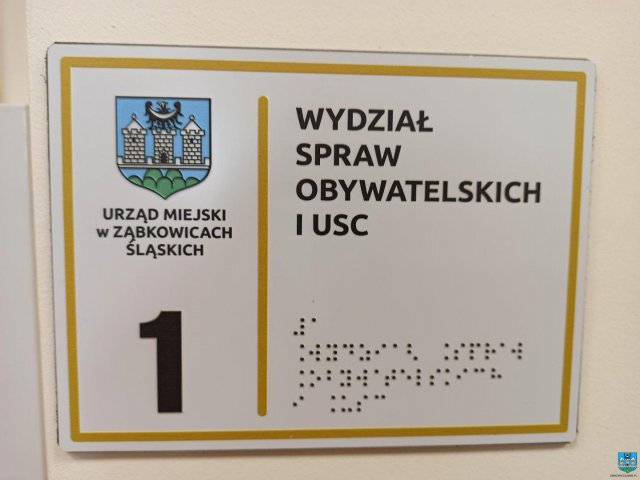 URZĄD MIEJSKI
w ZĄBKOWICACH
ŚLĄSKICH
1
WYDZIAŁ
SPRAW
OBYWATELSKICH
I USC